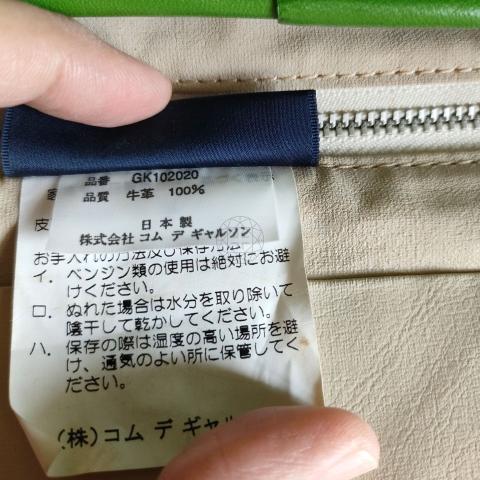 品番 GK102020
品質 牛革 100%
日本製
株式会社 コム デ ギャルソン
皮
お手入れの方法及び保存方法
イ. ベンジン類の使用は絶対にお避
けください。
ロ. ぬれた場合は水分を取り除いて
陰干して乾かしてください。
ハ. 保存の際は湿度の高い場所を避
け、通気のよい所に保管してく
ださい。
(株)コム デ ギャル